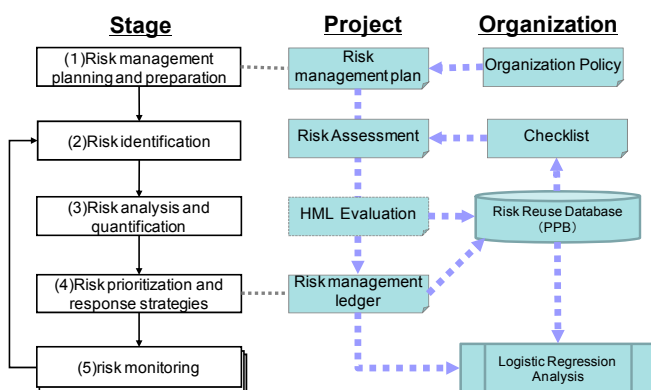 Stage
Project
Organization
(1)Risk management
planning and preparation
Risk
management plan
Organization Policy
(2)Risk identification
Risk Assessment
Checklist
(3)Risk analysis and
quantification
HML Evaluation
Risk Reuse Database
（PPB）
(4)Risk prioritization and
response strategies
Risk management
ledger
(5)risk monitoring
Logistic Regression
Analysis